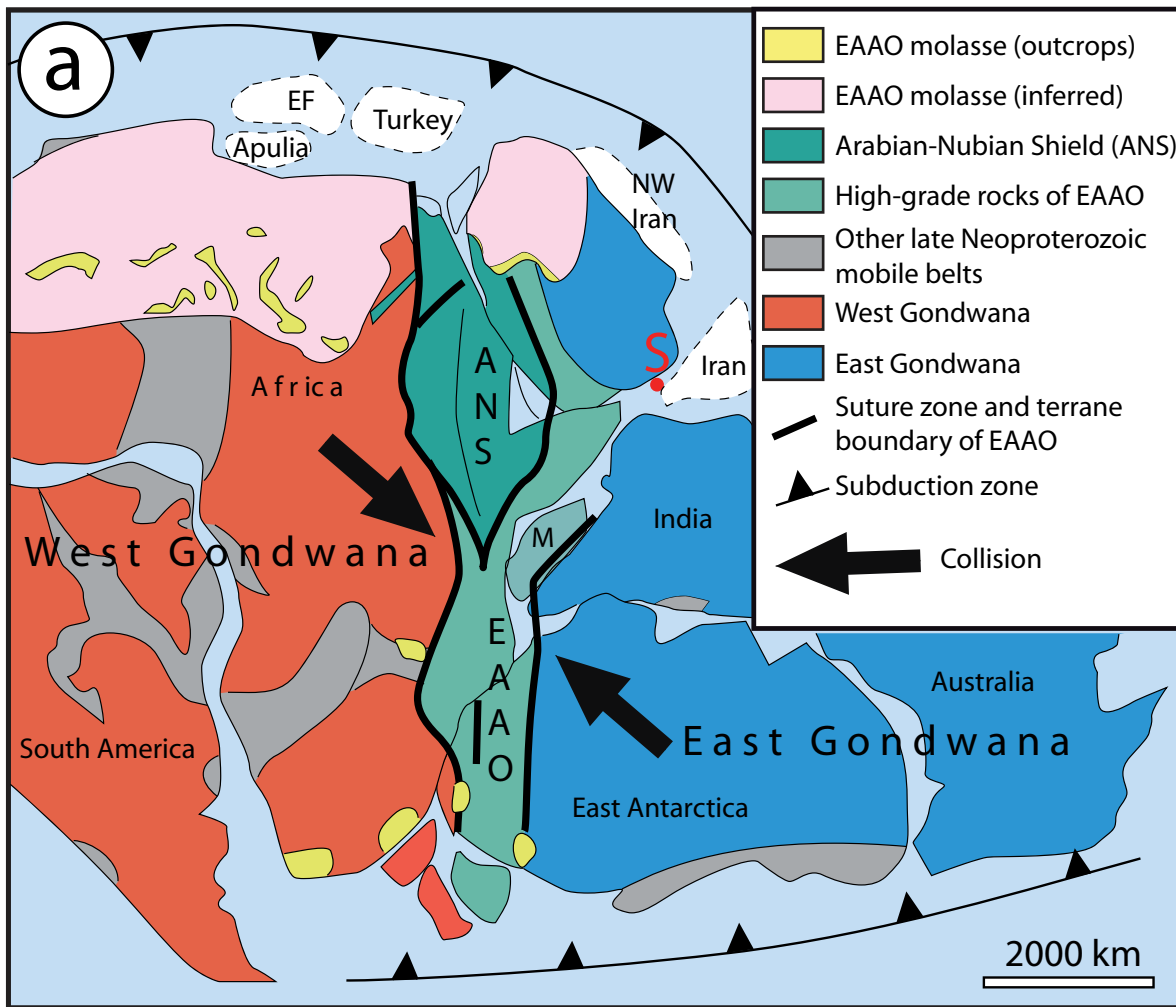 a
EF
Turkey
Apulia
NW
Iran
S
Iran
Africa
A
N
S
West Gondwana
M
India
E
A
A
O
South America
Australia
East Gondwana
East Antarctica
2000 km
EAAO molasse (outcrops)
EAAO molasse (inferred)
Arabian-Nubian Shield (ANS)
High-grade rocks of EAAO
Other late Neoproterozoic
mobile belts
West Gondwana
East Gondwana
Suture zone and terrane
boundary of EAAO
Subduction zone
Collision